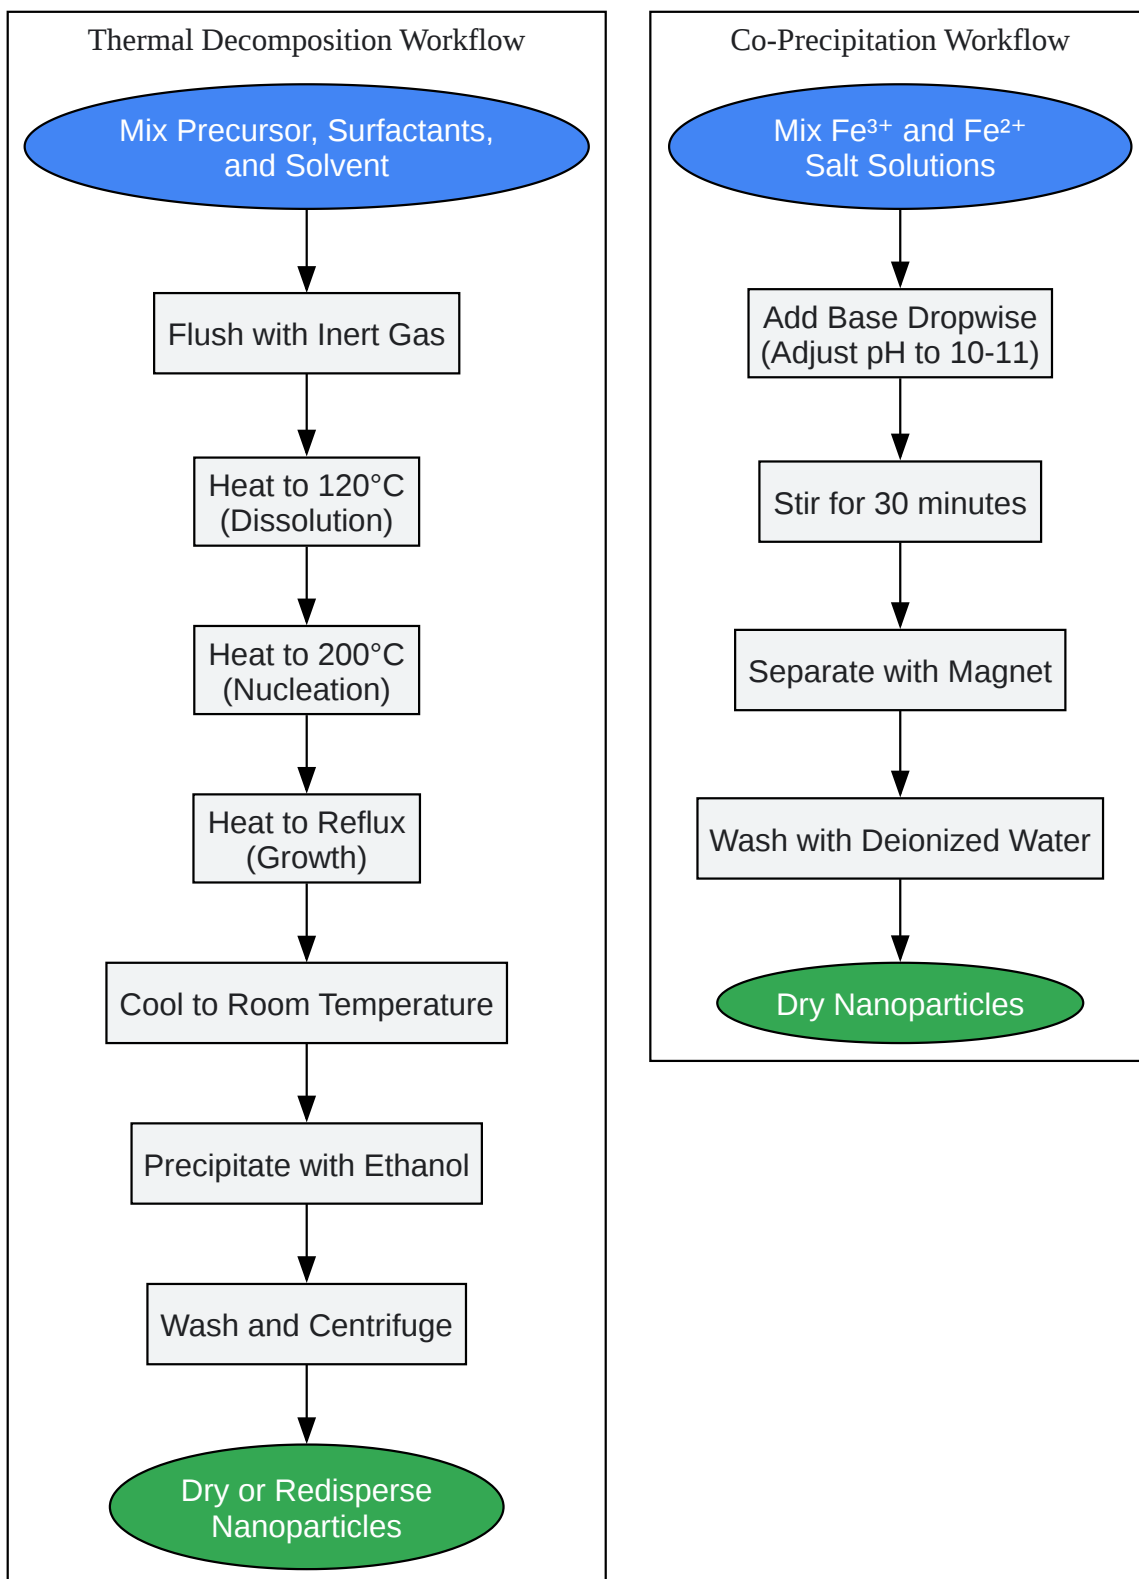 Thermal Decomposition Workflow
Mix Precursor, Surfactants,
and Solvent
Flush with Inert Gas
Heat to 120°C
(Dissolution)
Heat to 200°C
(Nucleation)
Heat to Reflux
(Growth)
Cool to Room Temperature
Precipitate with Ethanol
Wash and Centrifuge
Dry or Redisperse
Nanoparticles
Co-Precipitation Workflow
Mix Fe³⁺ and Fe²⁺
Salt Solutions
Add Base Dropwise
(Adjust pH to 10-11)
Stir for 30 minutes
Separate with Magnet
Wash with Deionized Water
Dry Nanoparticles